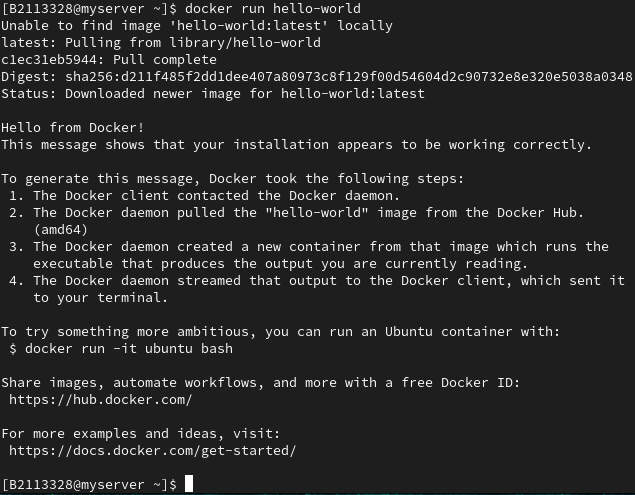 [B2113328@myserver ~]$ docker run hello-world
Unable to find image 'hello-world:latest' locally
latest: Pulling from library/hello-world
c1ec31eb5944: Pull complete
Digest: sha256:d211f485f2dd1dee407a80973c8f129f00d54604d2c90732e8e320e5038a0348
Status: Downloaded newer image for hello-world:latest

Hello from Docker!
This message shows that your installation appears to be working correctly.

To generate this message, Docker took the following steps:
 1. The Docker client contacted the Docker daemon.
 2. The Docker daemon pulled the "hello-world" image from the Docker Hub.
    (amd64)
 3. The Docker daemon created a new container from that image which runs the
    executable that produces the output you are currently reading.
 4. The Docker daemon streamed that output to the Docker client, which sent it
    to your terminal.

To try something more ambitious, you can run an Ubuntu container with:
 $ docker run -it ubuntu bash

Share images, automate workflows, and more with a free Docker ID:
 https://hub.docker.com/

For more examples and ideas, visit:
 https://docs.docker.com/get-started/

[B2113328@myserver ~]$